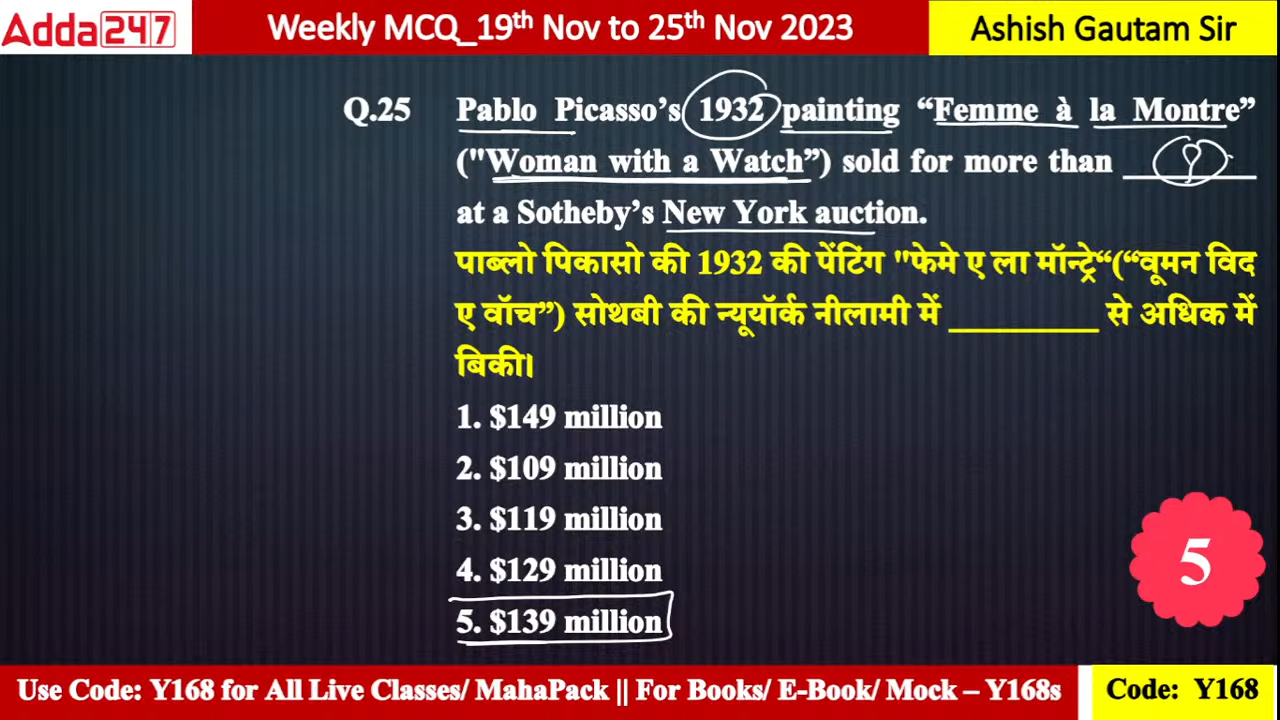 Adda247
Weekly MCQ_19th Nov to 25th Nov 2023
Ashish Gautam Sir
Q.25 Pablo Picasso’s 1932 painting “Femme à la Montre”
("Woman with a Watch”) sold for more than __________
at a Sotheby’s New York auction.
पाब्लो पिकासो की 1932 की पेंटिंग "फेमे ए ला मॉन्ट्रे“(“वूमन विद
ए वॉच”) सोथबी की न्यूयॉर्क नीलामी में __________ से अधिक में
बिकी।
1. $149 million
2. $109 million
3. $119 million
4. $129 million
5. $139 million
5
Use Code: Y168 for All Live Classes/ MahaPack || For Books/ E-Book/ Mock – Y168s
Code: Y168